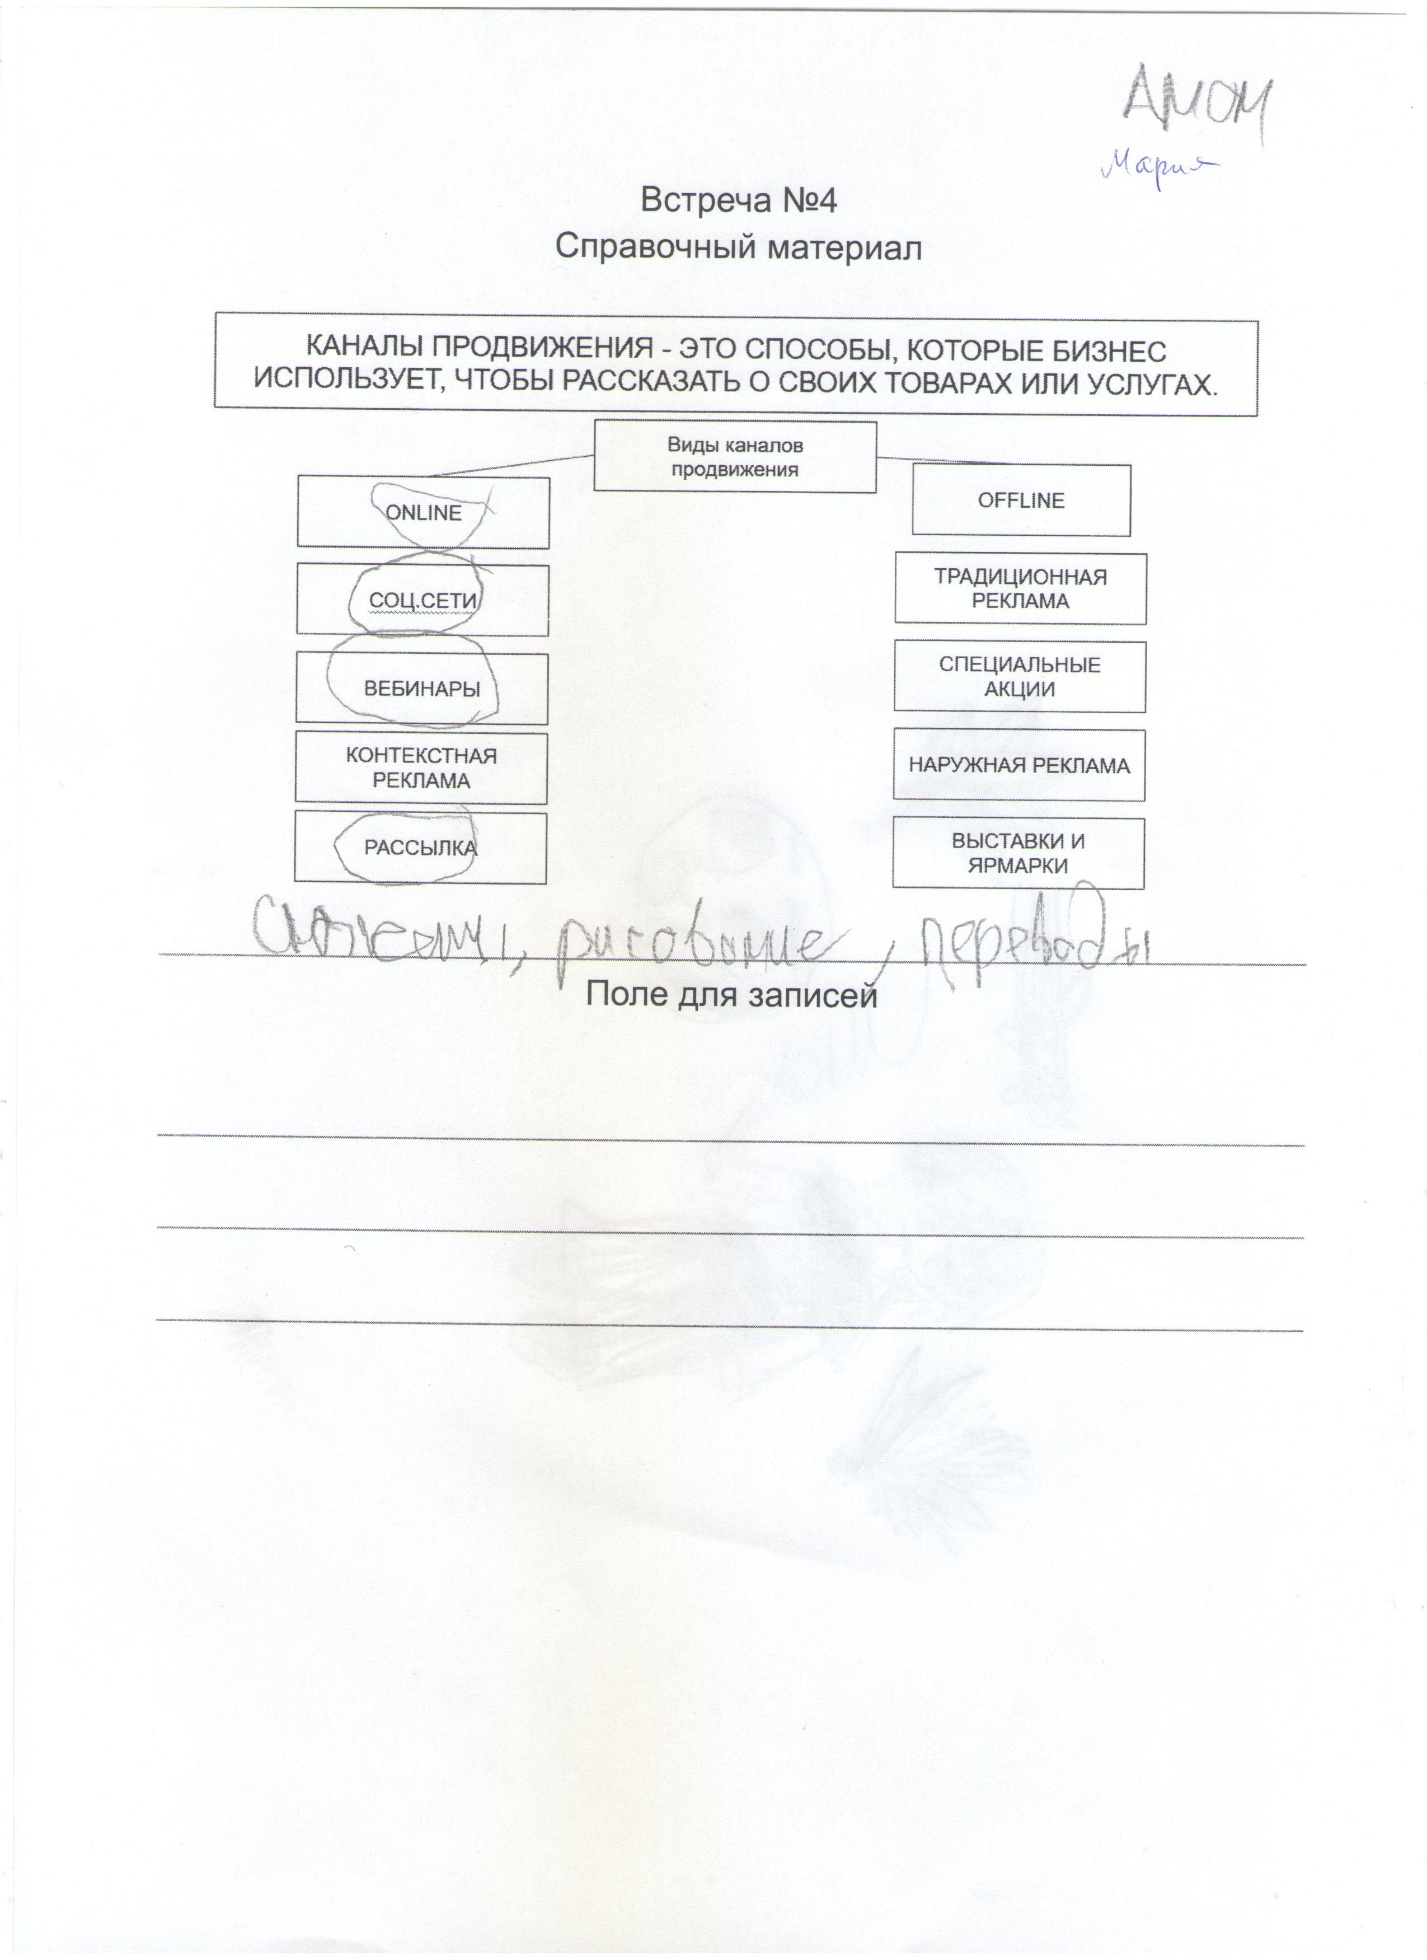 АМОМ
Мария
Встреча №4
Справочный материал
КАНАЛЫ ПРОДВИЖЕНИЯ - ЭТО СПОСОБЫ, КОТОРЫЕ БИЗНЕС
ИСПОЛЬЗУЕТ, ЧТОБЫ РАССКАЗАТЬ О СВОИХ ТОВАРАХ ИЛИ УСЛУГАХ.
Виды каналов
продвижения
ONLINE
СОЦ.СЕТИ
ВЕБИНАРЫ
КОНТЕКСТНАЯ
РЕКЛАМА
РАССЫЛКА
OFFLINE
ТРАДИЦИОННАЯ
РЕКЛАМА
СПЕЦИАЛЬНЫЕ
АКЦИИ
НАРУЖНАЯ РЕКЛАМА
ВЫСТАВКИ И
ЯРМАРКИ
рисование, переводы
Поле для записей